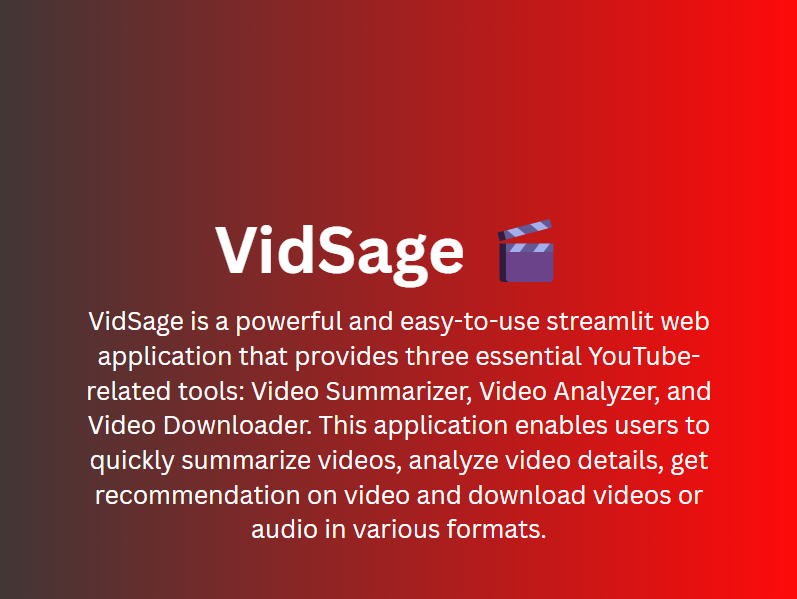 VidSage
VidSage is a powerful and easy-to-use streamlit web
application that provides three essential YouTube-
related tools: Video Summarizer, Video Analyzer, and
Video Downloader. This application enables users to
quickly summarize videos, analyze video details, get
recommendation on video and download videos or
audio in various formats.